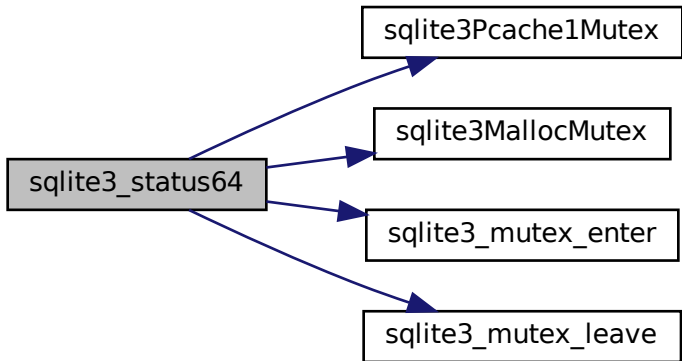 sqlite3Pcache1Mutex
sqlite3MallocMutex
sqlite3_status64
sqlite3_mutex_enter
sqlite3_mutex_leave